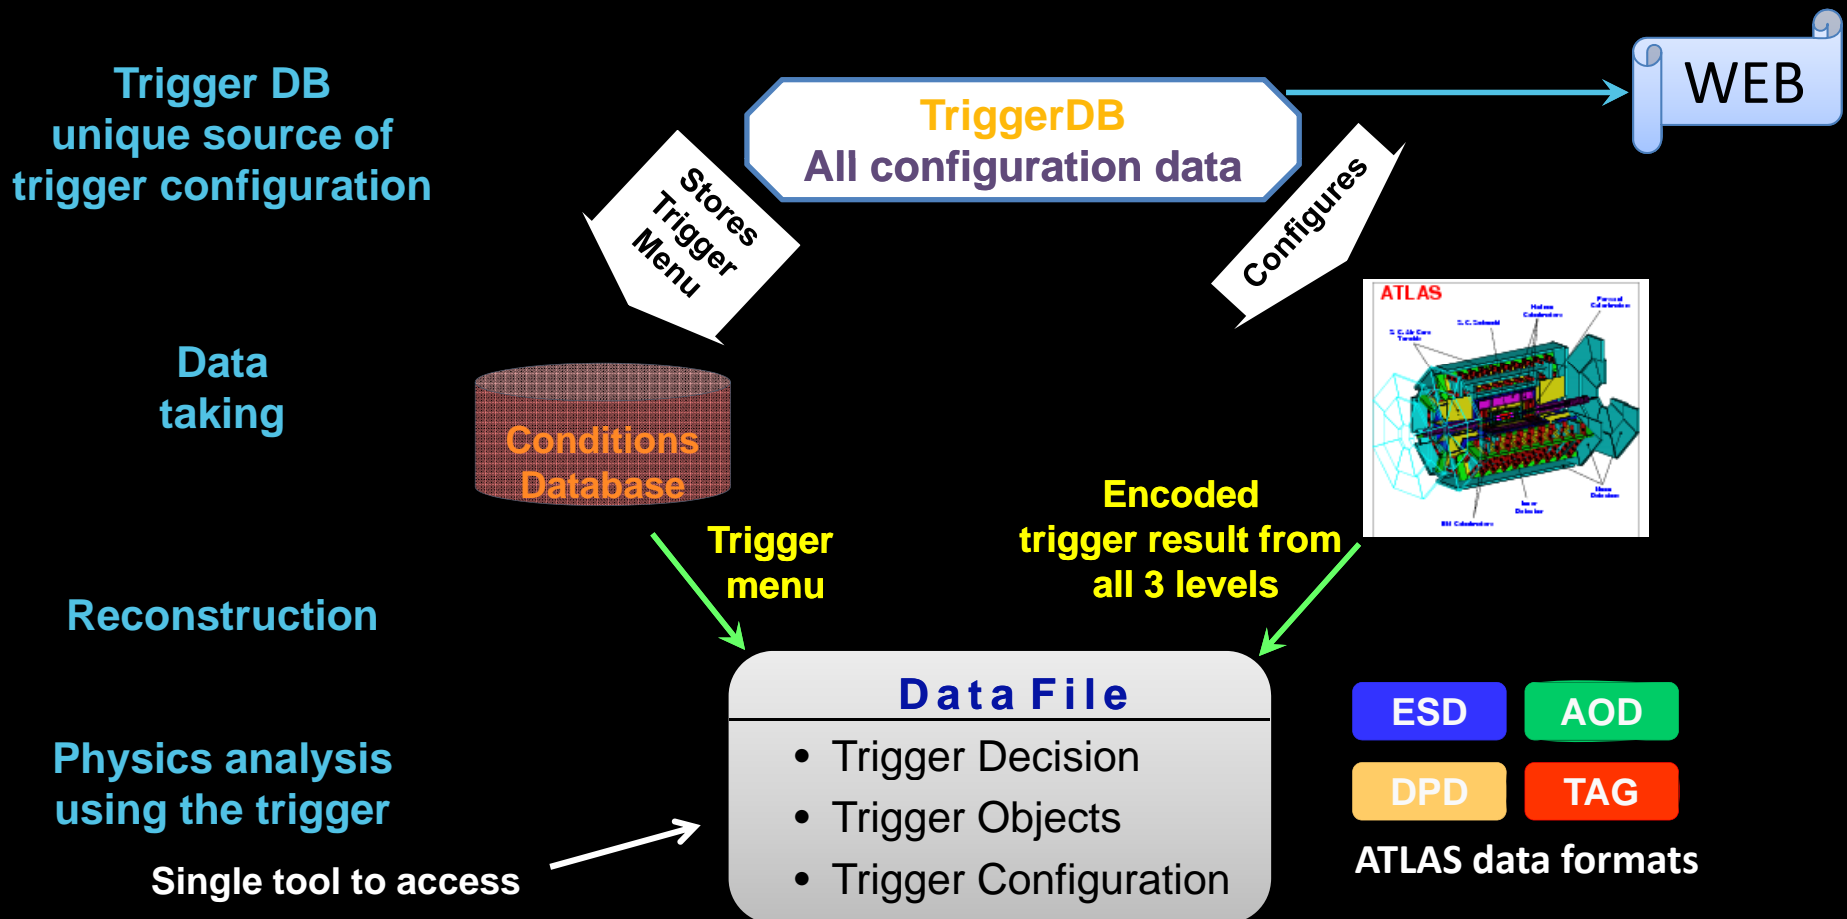 Trigger DB
unique source of
trigger configuration
TriggerDB
All configuration data
WEB
Stores
Trigger
Menu
Configures
Data
taking
Conditions
Database
ATLAS
Trigger
menu
Encoded
trigger result from
all 3 levels
Reconstruction
Data File
• Trigger Decision
• Trigger Objects
• Trigger Configuration
Physics analysis
using the trigger
Single tool to access
ESD
AOD
DPD
TAG
ATLAS data formats